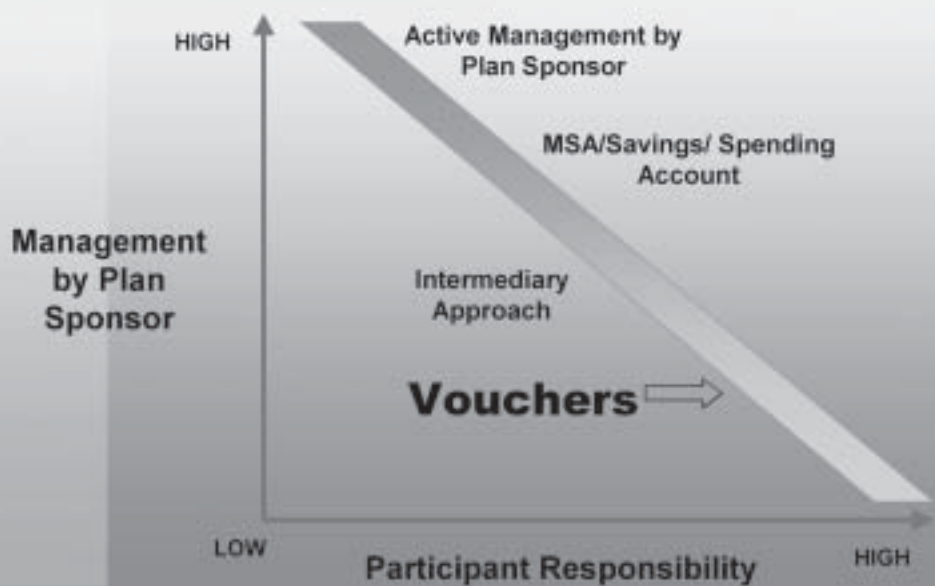 HIGH
Active Management by
Plan Sponsor
MSA/Savings/ Spending
Account
Management
by Plan
Sponsor
Intermediary
Approach
Vouchers
LOW
Participant Responsibility
HIGH